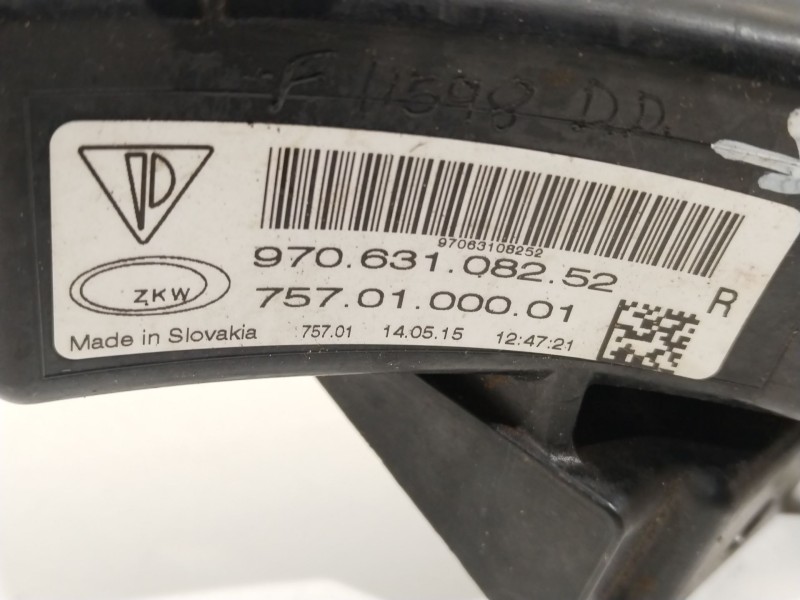 F 11598 D.D.
97063108252
970.631.082.52
R
ZKW
757.01.000.01
Made in Slovakia 757.01 14.05.15 12:47:21